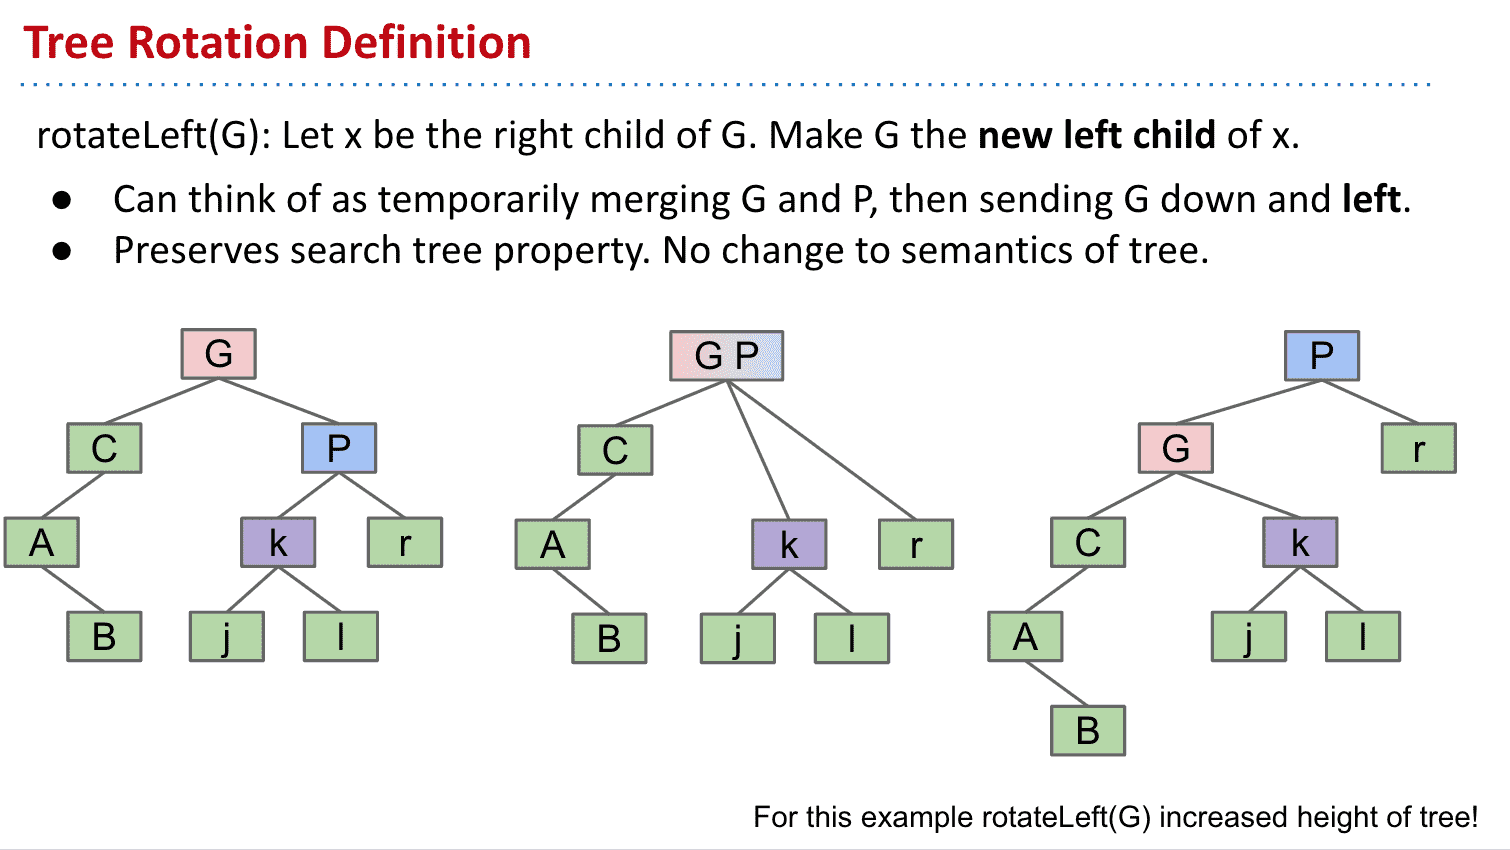 Tree Rotation Definition
rotateLeft(G): Let x be the right child of G. Make G the new left child of x.
● Can think of as temporarily merging G and P, then sending G down and left.
● Preserves search tree property. No change to semantics of tree.
G
C P
A k r
B j l
G P
C
A k r
B j l
P
G r
C k
A j l
B
For this example rotateLeft(G) increased height of tree!